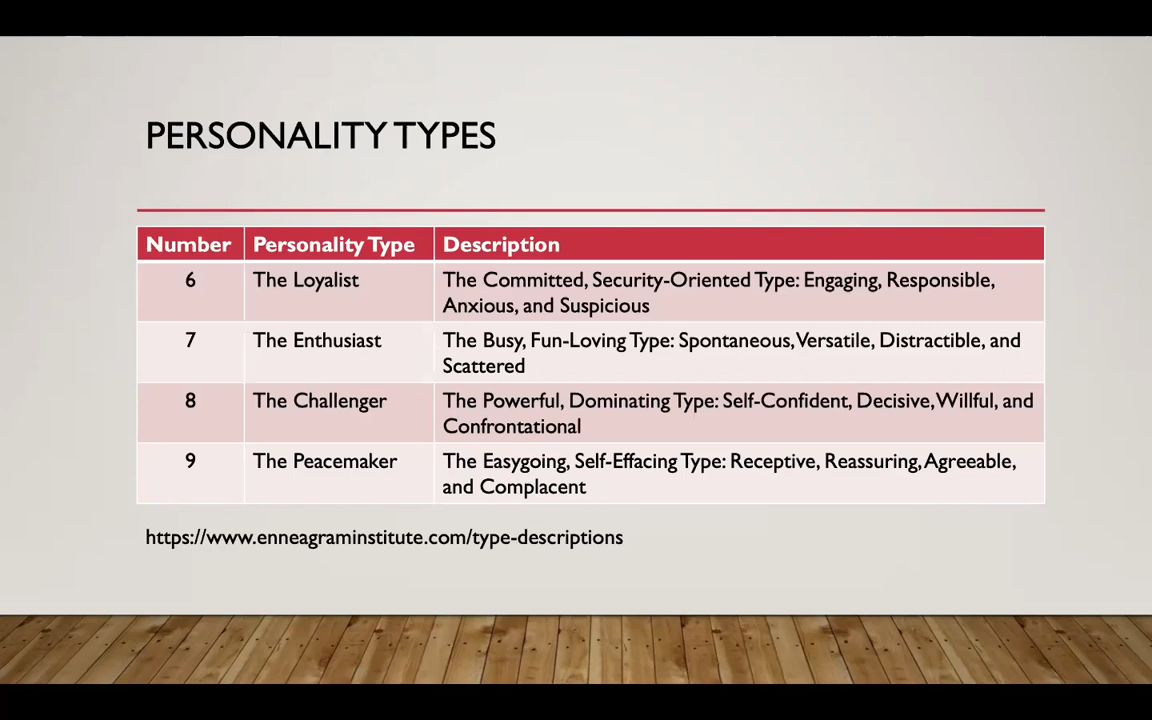 PERSONALITY TYPES
Number Personality Type Description
6 The Loyalist The Committed, Security-Oriented Type: Engaging, Responsible,
Anxious, and Suspicious
7 The Enthusiast The Busy, Fun-Loving Type: Spontaneous, Versatile, Distractible, and
Scattered
8 The Challenger The Powerful, Dominating Type: Self-Confident, Decisive, Willful, and
Confrontational
9 The Peacemaker The Easygoing, Self-Effacing Type: Receptive, Reassuring, Agreeable,
and Complacent
https://www.enneagraminstitute.com/type-descriptions